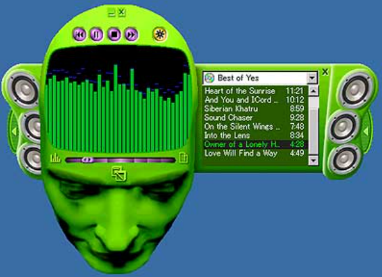 Best of Yes
Heart of the Sunrise 11:21
And You and ICord .. 10:12
Siberian Khatru 8:59
Sound Chaser 9:28
On the Silent Wings .. 7:48
Into the Lens 8:34
Owner of a Lonely H.. 4:28
Love Will Find a Way 4:49